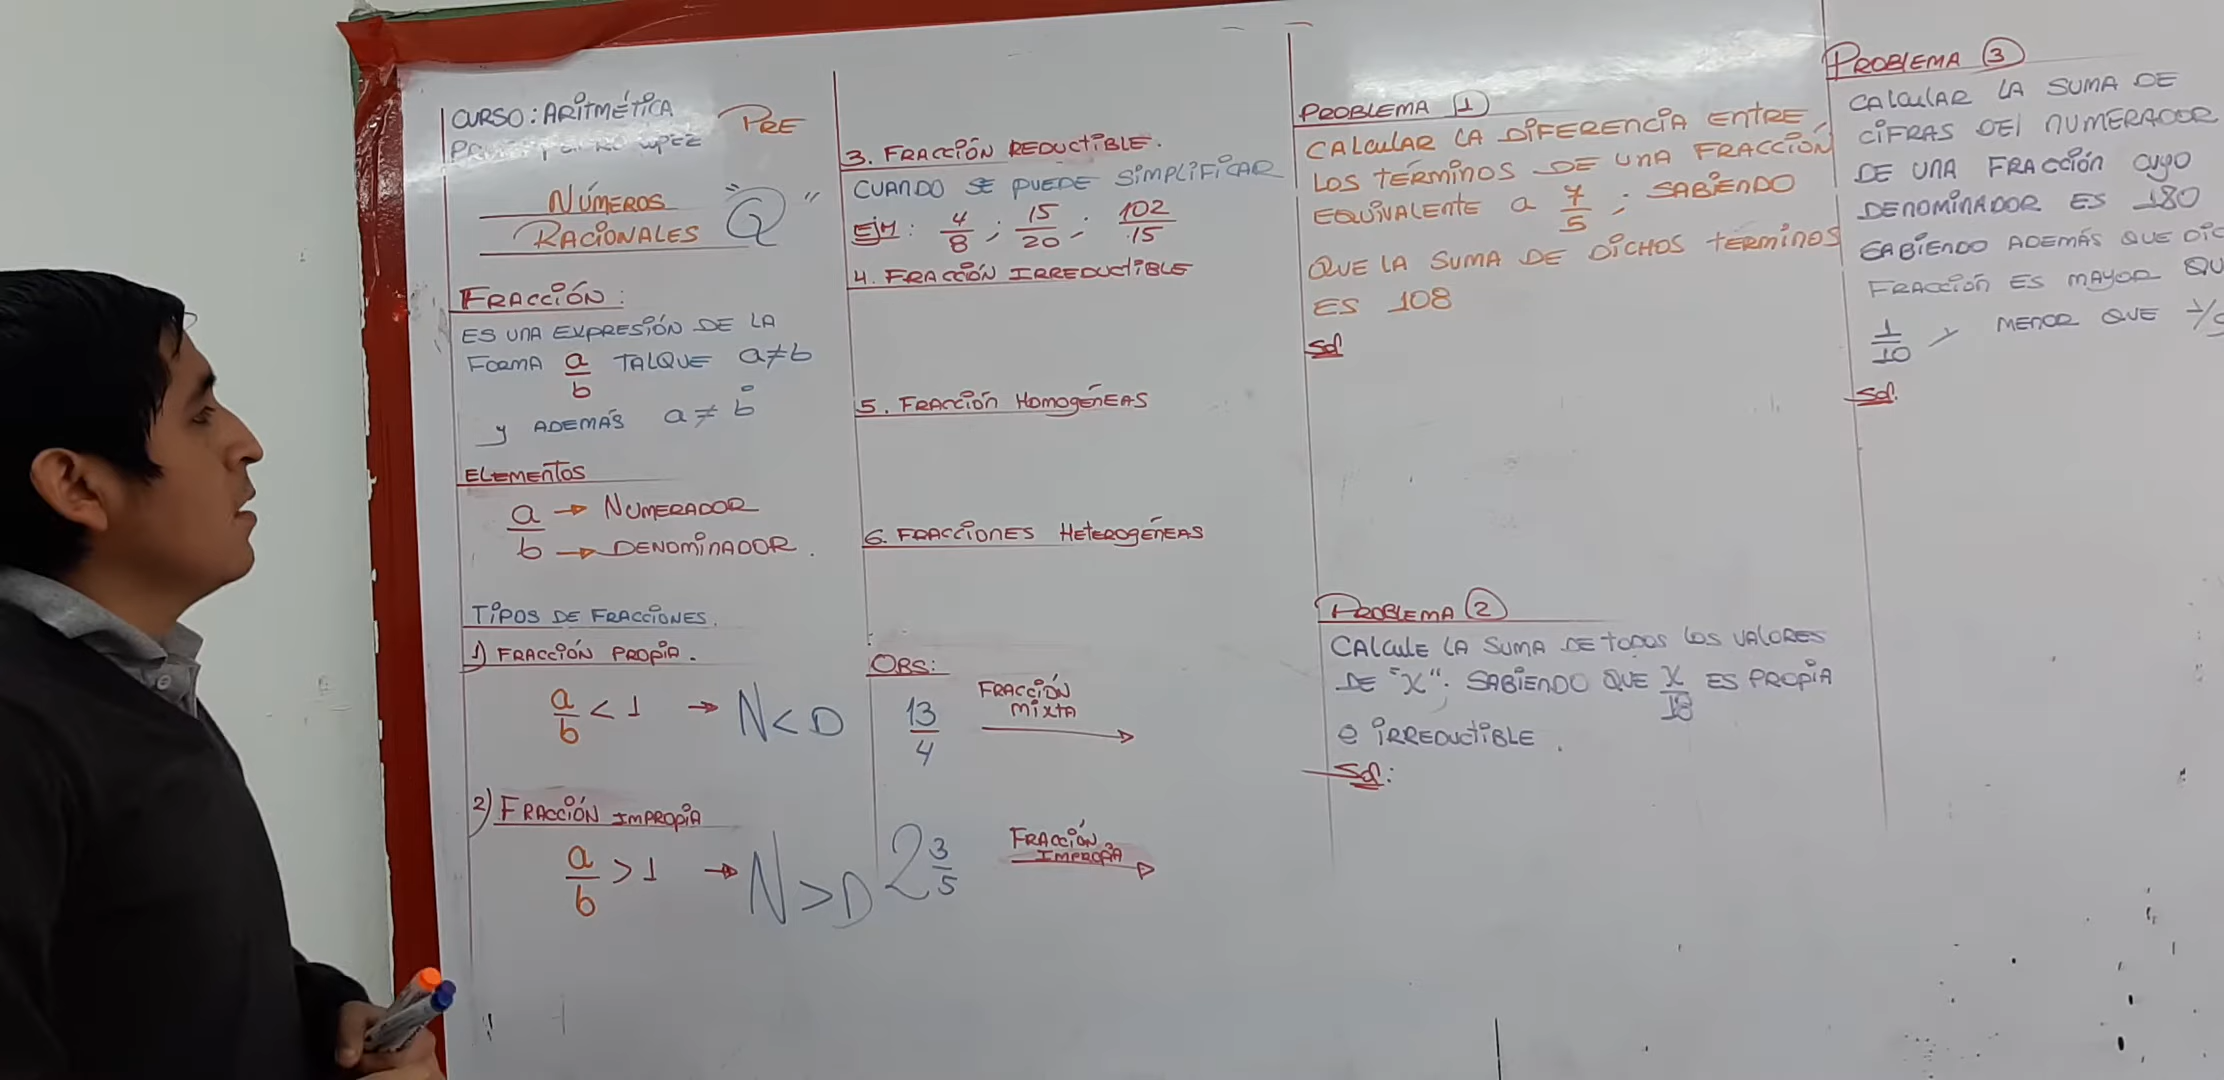 CURSO: ARITMÉTICA
PRE
NÚMEROS
RACIONALES "Q"
FRACCIÓN:
ES UNA EXPRESIÓN DE LA
FORMA a/b TALQUE a≠b
y ADEMÁS a ≠ b°
ELEMENTOS
a → NUMERADOR
b → DENOMINADOR.
TIPOS DE FRACCIONES.
1) FRACCIÓN PROPIA.
a/b < 1 → N < D
2) FRACCIÓN IMPROPIA
a/b > 1 → N > D
3. FRACCIÓN REDUCTIBLE.
CUANDO SE PUEDE SIMPLIFICAR
EJM: 4/8 ; 15/20 ; 102/15
4. FRACCIÓN IRREDUCTIBLE
5. FRACCIÓN HOMOGÉNEAS
6. FRACCIONES HETEROGÉNEAS
OBS:
13/4 FRACCIÓN MIXTA →
2 3/5 FRACCIÓN IMPROPIA →
PROBLEMA 1
CALCULAR LA DIFERENCIA ENTRE
LOS TÉRMINOS DE UNA FRACCIÓN
EQUIVALENTE A 7/5 ; SABIENDO
QUE LA SUMA DE DICHOS TERMINOS
ES 108
Sol
PROBLEMA 2
CALCULE LA SUMA DE TODOS LOS VALORES
DE "X"; SABIENDO QUE X/18 ES PROPIA
e IRREDUCTIBLE.
Sol:
PROBLEMA 3
CALCULAR LA SUMA DE
CIFRAS DEL NUMERADOR
DE UNA FRACCIÓN CUYO
DENOMINADOR ES 180
SABIENDO ADEMÁS QUE DIC
FRACCIÓN ES MAYOR QU
1/10 y MENOR QUE
Sol.